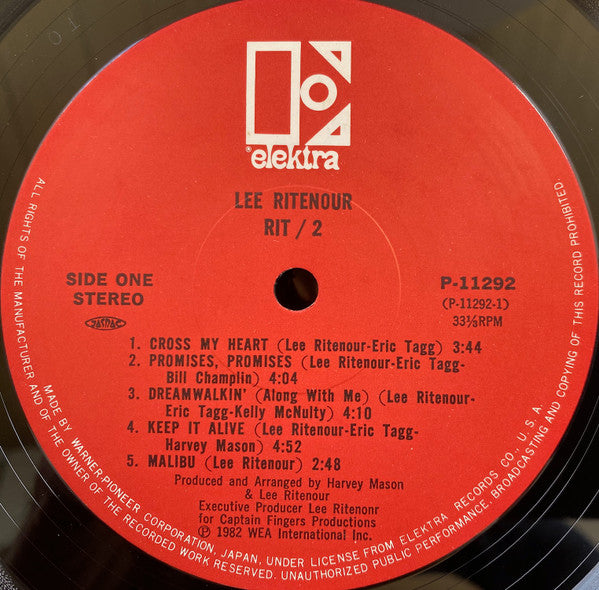 elektra
LEE RITENOUR
RIT / 2
SIDE ONE
STEREO
P-11292
(P-11292-1)
33⅓RPM
1. CROSS MY HEART (Lee Ritenour-Eric Tagg) 3:44
2. PROMISES, PROMISES (Lee Ritenour-Eric Tagg-
Bill Champlin) 4:04
3. DREAMWALKIN' (Along With Me) (Lee Ritenour-
Eric Tagg-Kelly McNulty) 4:10
4. KEEP IT ALIVE (Lee Ritenour-Eric Tagg-
Harvey Mason) 4:52
5. MALIBU (Lee Ritenour) 2:48
Produced and Arranged by Harvey Mason
& Lee Ritenour
Executive Producer Lee Ritenonr
for Captain Fingers Productions
Ⓟ 1982 WEA International Inc.
MADE BY WARNER-PIONEER CORPORATION, JAPAN, UNDER LICENSE FROM ELEKTRA RECORDS CO., U.S.A.
ALL RIGHTS OF THE MANUFACTURER AND OF THE OWNER OF THE RECORDED WORK RESERVED. UNAUTHORIZED PUBLIC PERFORMANCE, BROADCASTING AND COPYING OF THIS RECORD PROHIBITED.